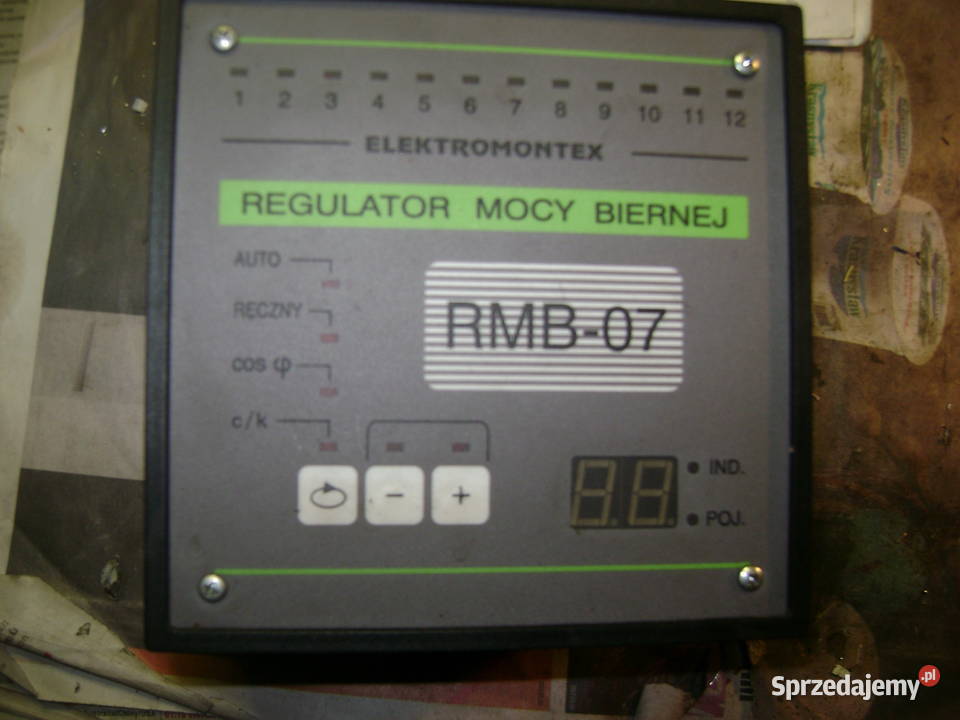 1 2 3 4 5 6 7 8 9 10 11 12
ELEKTROMONTEX
REGULATOR MOCY BIERNEJ
AUTO
RĘCZNY
cos φ
c/k
RMB-07
- +
IND.
POJ.
Sprzedajemy.pl